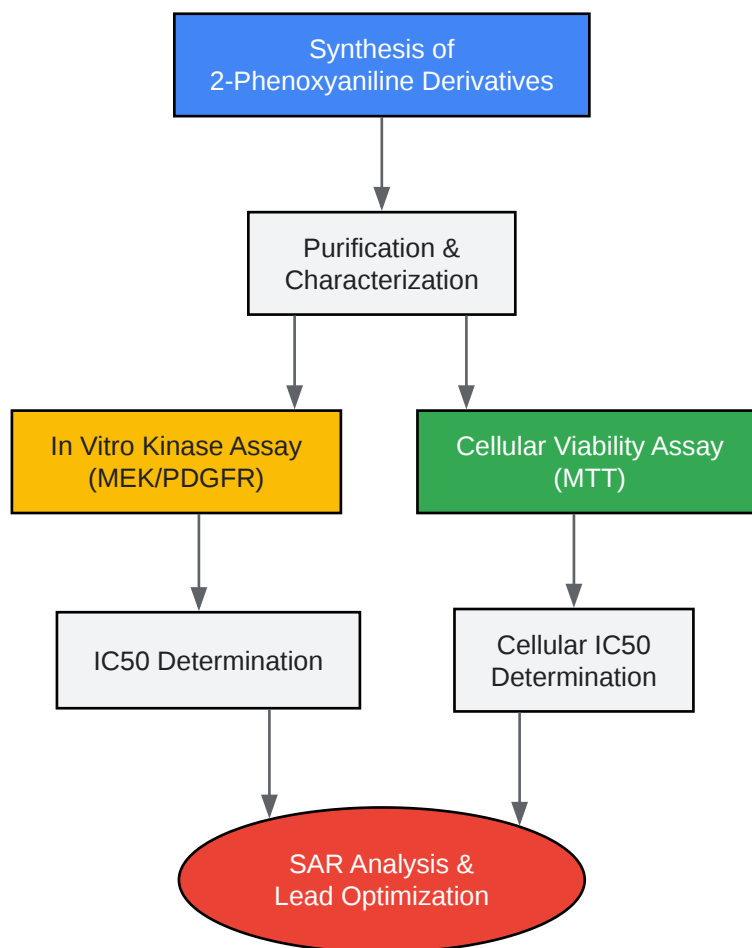 Synthesis of
2-Phenoxyaniline Derivatives
Purification &
Characterization
In Vitro Kinase Assay
(MEK/PDGFR)
Cellular Viability Assay
(MTT)
IC50 Determination
Cellular IC50
Determination
SAR Analysis &
Lead Optimization